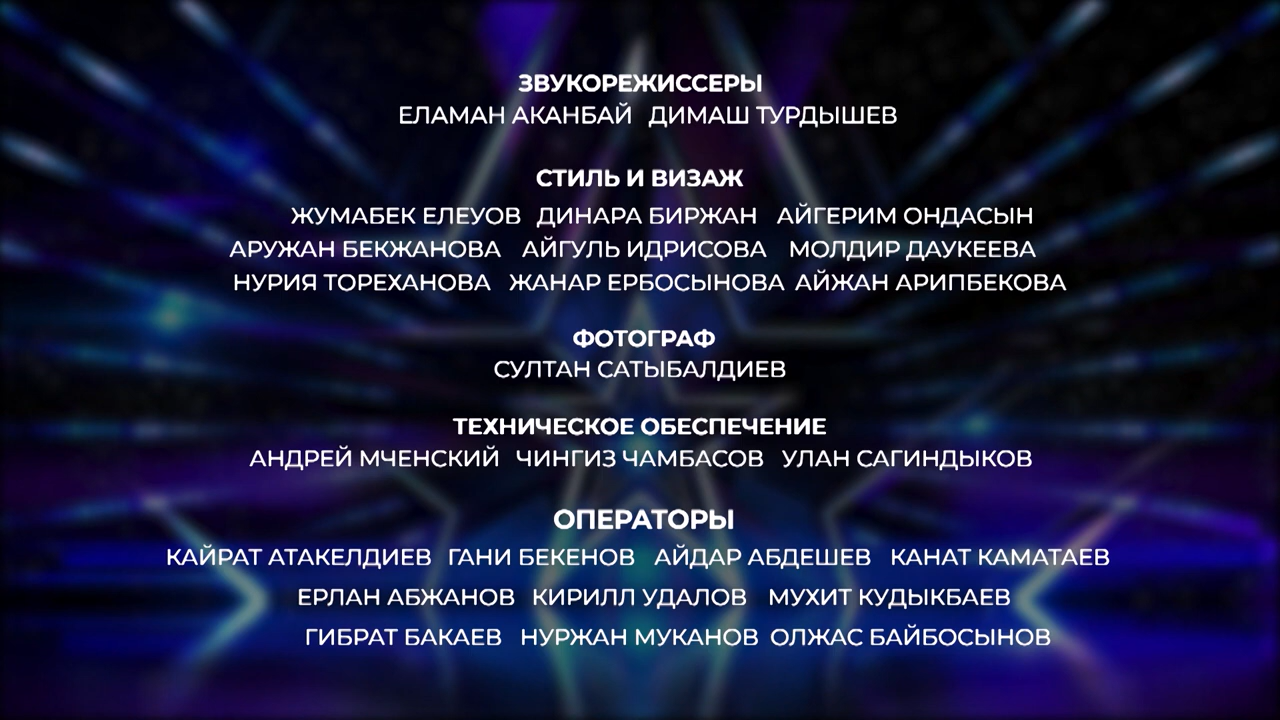 ЗВУКОРЕЖИССЕРЫ
ЕЛАМАН АКАНБАЙ ДИМАШ ТУРДЫШЕВ
СТИЛЬ И ВИЗАЖ
ЖУМАБЕК ЕЛЕУОВ ДИНАРА БИРЖАН АЙГЕРИМ ОНДАСЫН
АРУЖАН БЕКЖАНОВА АЙГУЛЬ ИДРИСОВА МОЛДИР ДАУКЕЕВА
НУРИЯ ТОРЕХАНОВА ЖАНАР ЕРБОСЫНОВА АЙЖАН АРИПБЕКОВА
ФОТОГРАФ
СУЛТАН САТЫБАЛДИЕВ
ТЕХНИЧЕСКОЕ ОБЕСПЕЧЕНИЕ
АНДРЕЙ МЧЕНСКИЙ ЧИНГИЗ ЧАМБАСОВ УЛАН САГИНДЫКОВ
ОПЕРАТОРЫ
КАЙРАТ АТАКЕЛДИЕВ ГАНИ БЕКЕНОВ АЙДАР АБДЕШЕВ КАНАТ КАМАТАЕВ
ЕРЛАН АБЖАНОВ КИРИЛЛ УДАЛОВ МУХИТ КУДЫКБАЕВ
ГИБРАТ БАКАЕВ НУРЖАН МУКАНОВ ОЛЖАС БАЙБОСЫНОВ